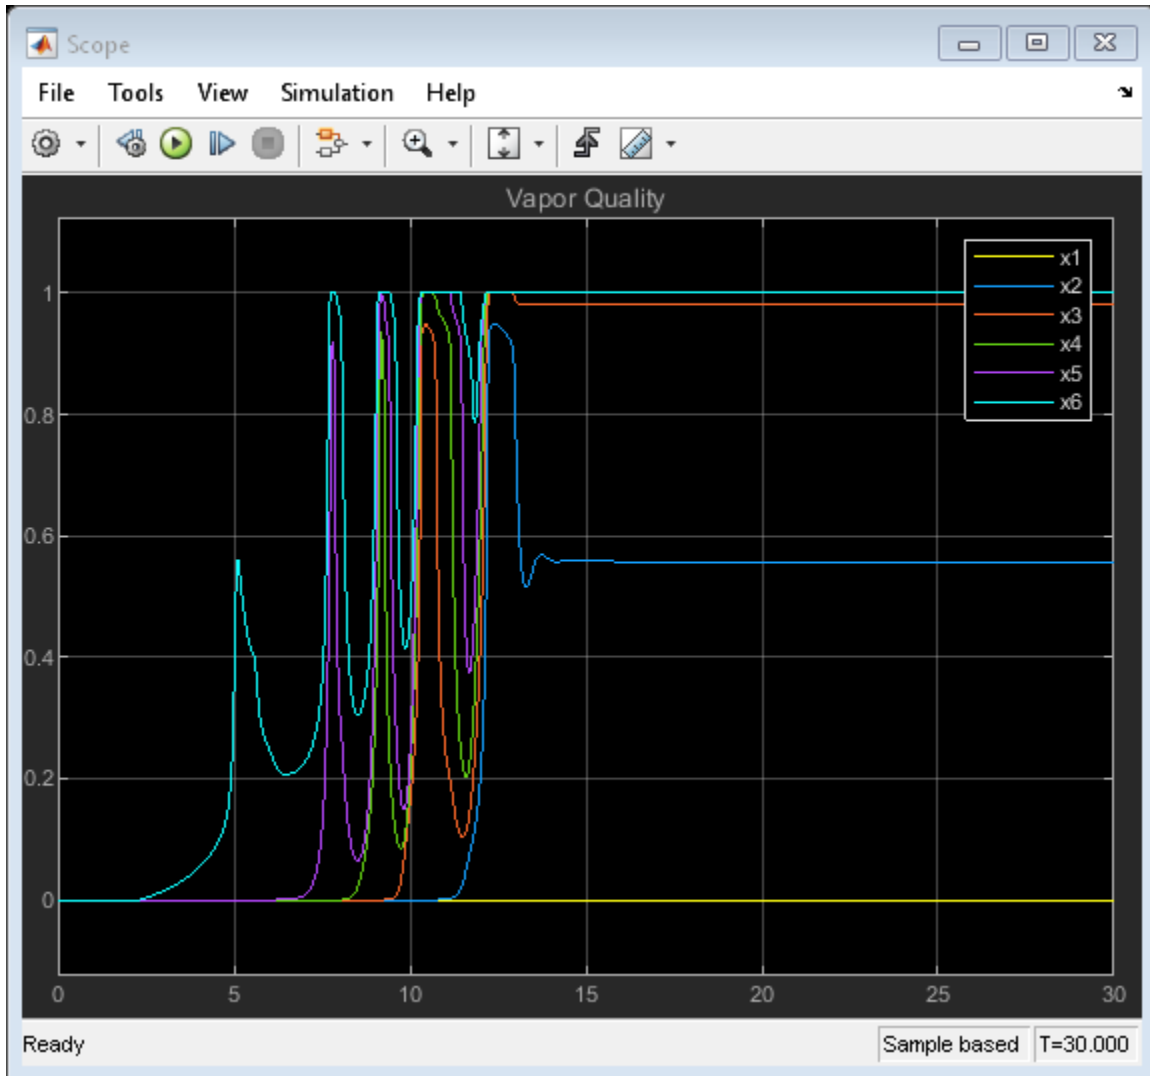 Scope
File Tools View Simulation Help
Vapor Quality
x1
x2
x3
x4
x5
x6
1
0.8
0.6
0.4
0.2
0
0 5 10 15 20 25 30
Ready Sample based T=30.000